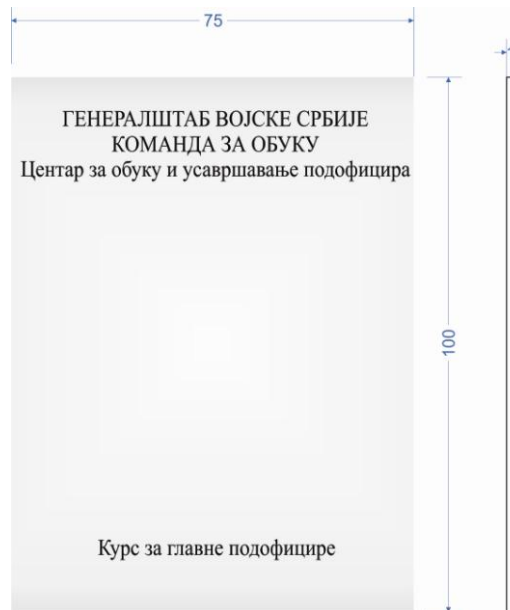 75
ГЕНЕРАЛШТАБ ВОЈСКЕ СРБИЈЕ
КОМАНДА ЗА ОБУКУ
Центар за обуку и усавршавање подофицира
100
Курс за главне подофицире